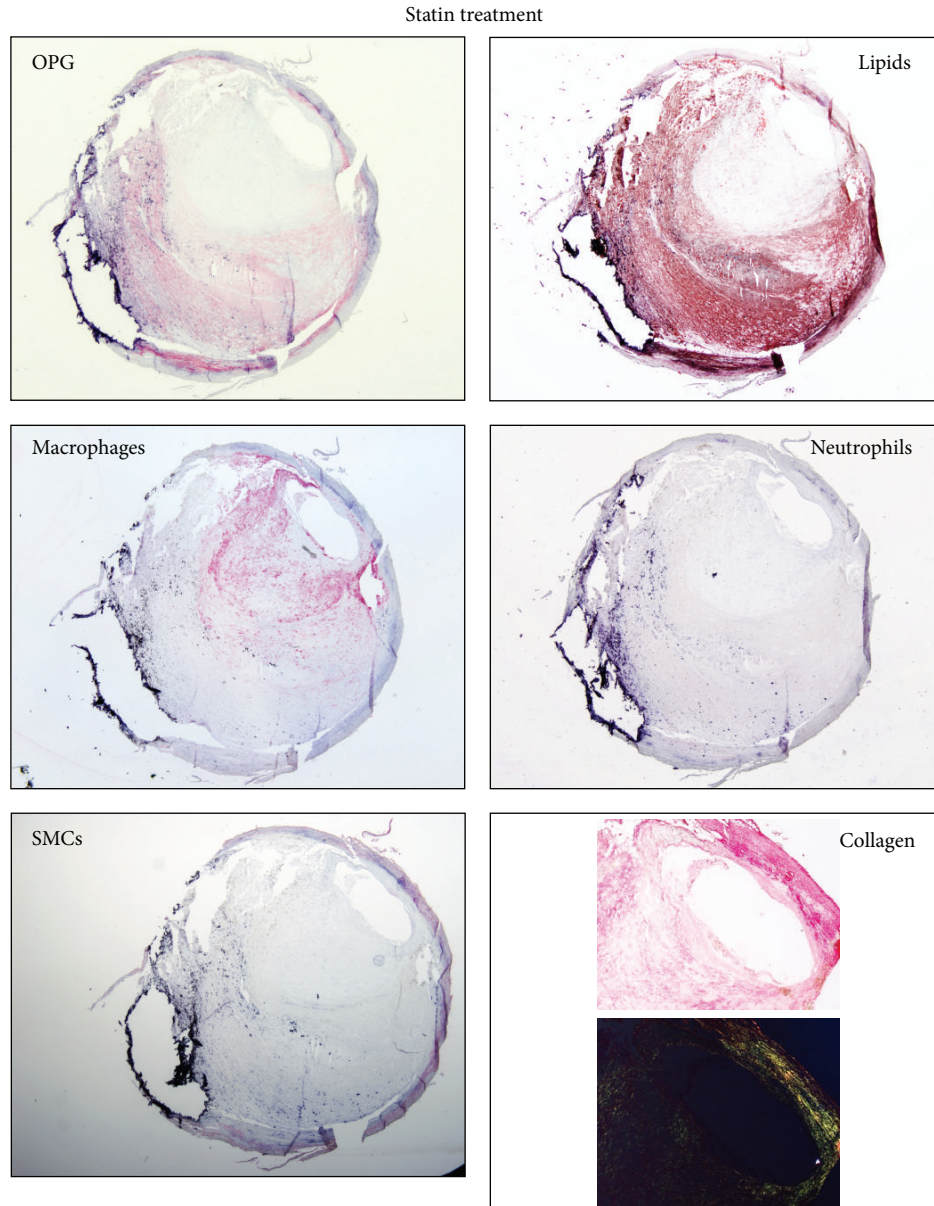 Statin treatment
OPG
Lipids
Macrophages
Neutrophils
SMCs
Collagen